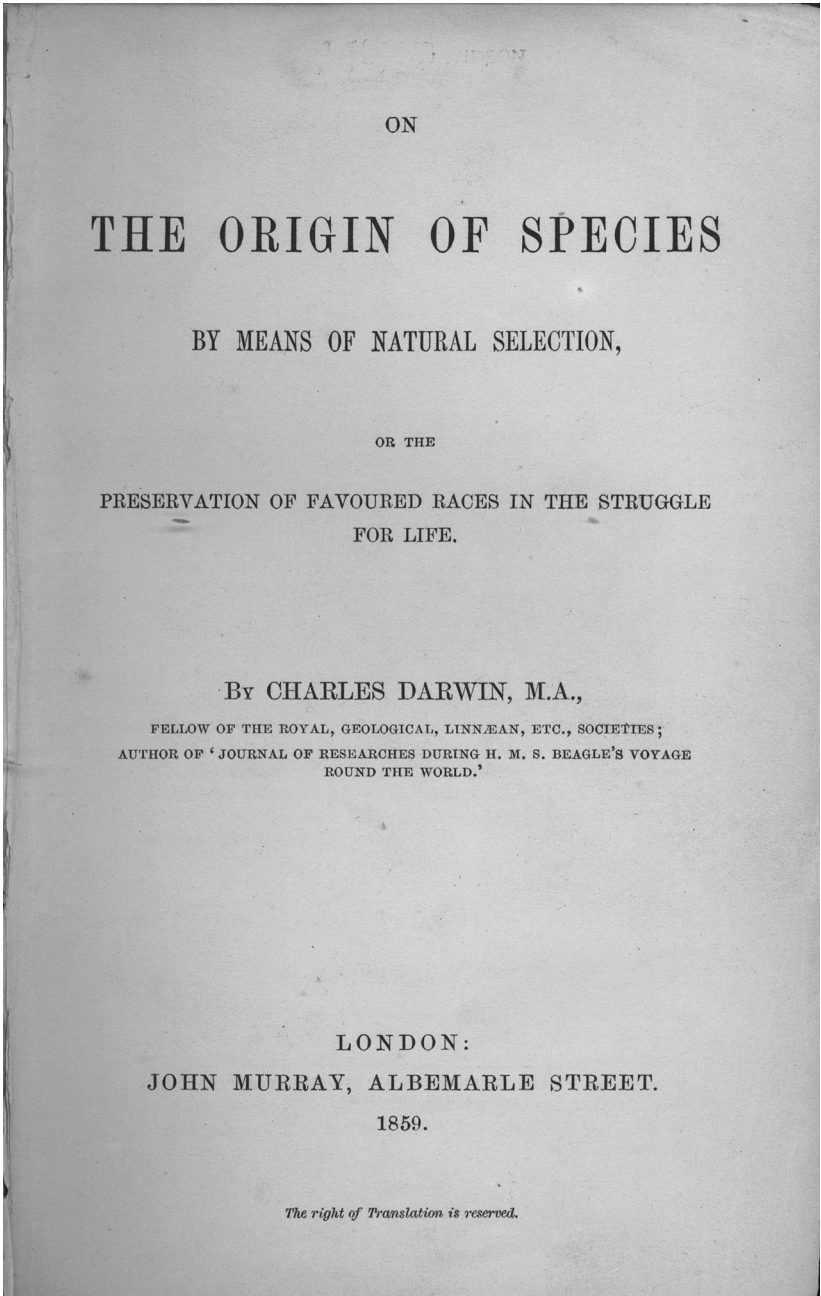 ON
THE ORIGIN OF SPECIES
BY MEANS OF NATURAL SELECTION,
OR THE
PRESERVATION OF FAVOURED RACES IN THE STRUGGLE
FOR LIFE.
BY CHARLES DARWIN, M.A.,
FELLOW OF THE ROYAL, GEOLOGICAL, LINNÆAN, ETC., SOCIETIES;
AUTHOR OF ‘JOURNAL OF RESEARCHES DURING H. M. S. BEAGLE’S VOYAGE
ROUND THE WORLD.’
LONDON:
JOHN MURRAY, ALBEMARLE STREET.
1859.
The right of Translation is reserved.